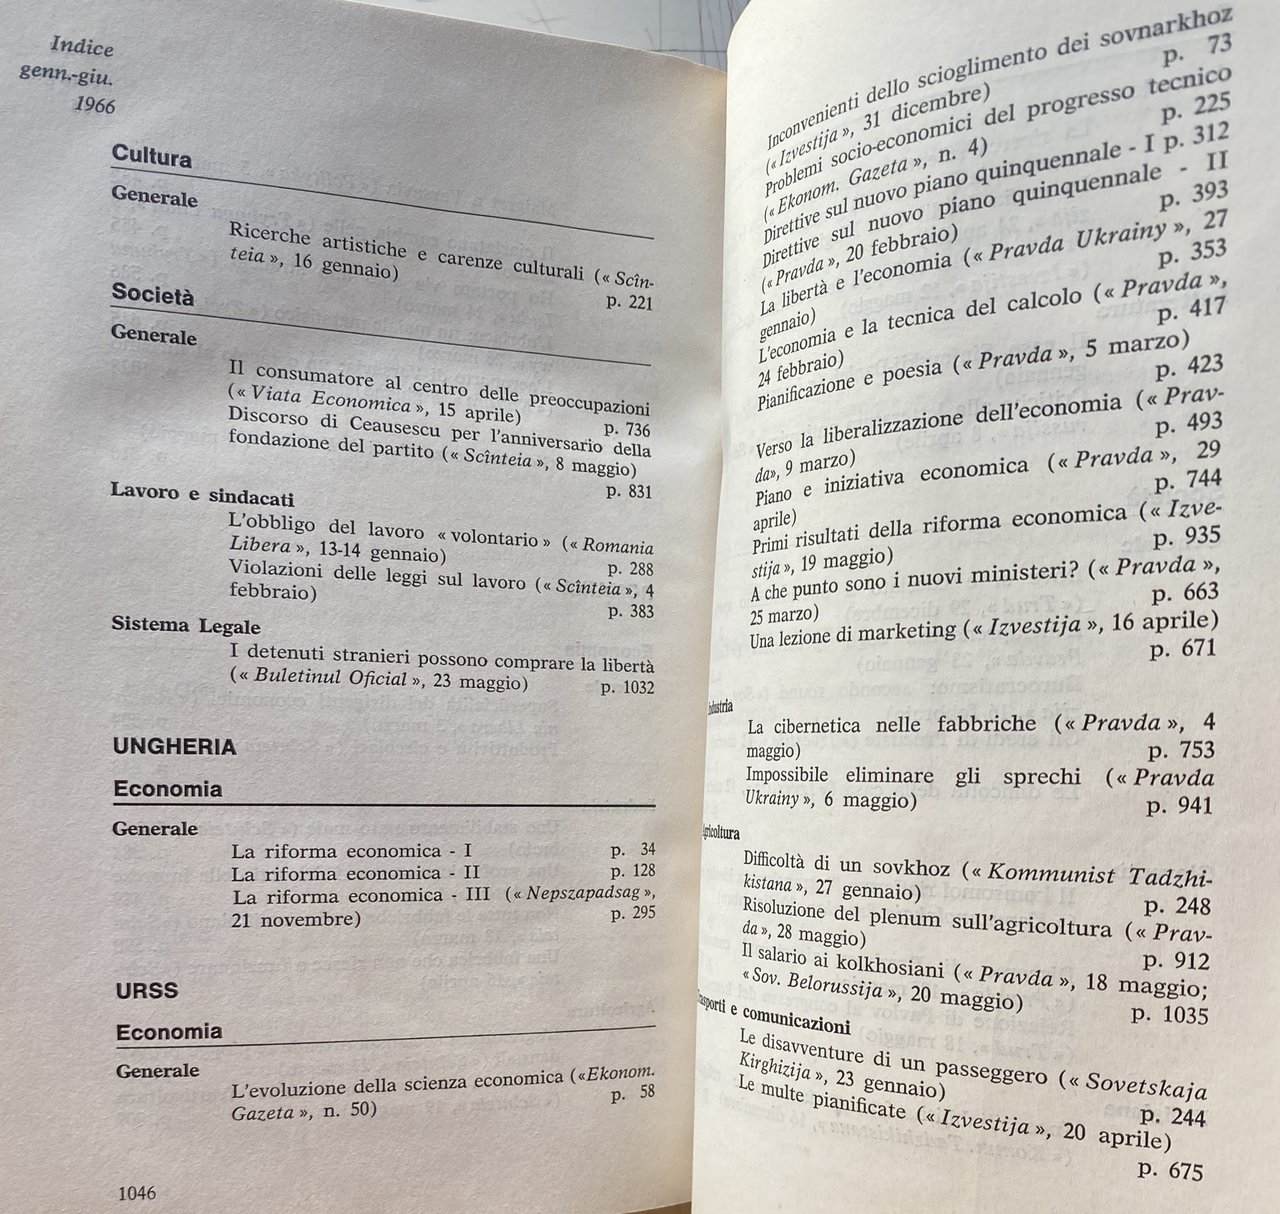 Indice
genn.-giu.
1966
Cultura
Generale
Ricerche artistiche e carenze culturali (« Scîn-
teia », 16 gennaio)
p. 221
Società
Generale
Il consumatore al centro delle preoccupazioni
(« Viata Economica », 15 aprile)
p. 736
Discorso di Ceausescu per l'anniversario della
fondazione del partito (« Scînteia », 8 maggio)
p. 831
Lavoro e sindacati
L'obbligo del lavoro « volontario » (« Romania
Libera », 13-14 gennaio)
p. 288
Violazioni delle leggi sul lavoro (« Scînteia », 4
febbraio)
p. 383
Sistema Legale
I detenuti stranieri possono comprare la libertà
(« Buletinul Oficial », 23 maggio) p. 1032
UNGHERIA
Economia
Generale
La riforma economica - I p. 34
La riforma economica - II p. 128
La riforma economica - III (« Nepszapadsag »,
21 novembre) p. 295
URSS
Economia
Generale
L'evoluzione della scienza economica («Ekonom.
Gazeta », n. 50) p. 58
1046
Inconvenienti dello scioglimento dei sovnarkhoz
(« Izvestija », 31 dicembre) p. 73
Problemi socio-economici del progresso tecnico
(« Ekonom. Gazeta », n. 4) p. 225
Direttive sul nuovo piano quinquennale - I p. 312
Direttive sul nuovo piano quinquennale - II
(« Pravda », 20 febbraio) p. 393
La libertà e l'economia (« Pravda Ukrainy », 27
gennaio) p. 353
L'economia e la tecnica del calcolo (« Pravda »,
24 febbraio) p. 417
Pianificazione e poesia (« Pravda », 5 marzo)
p. 423
Verso la liberalizzazione dell'economia (« Prav-
da», 9 marzo) p. 493
Piano e iniziativa economica (« Pravda », 29
aprile) p. 744
Primi risultati della riforma economica (« Izve-
stija », 19 maggio) p. 935
A che punto sono i nuovi ministeri? (« Pravda »,
25 marzo) p. 663
Una lezione di marketing (« Izvestija », 16 aprile)
p. 671
Industria
La cibernetica nelle fabbriche (« Pravda », 4
maggio) p. 753
Impossibile eliminare gli sprechi (« Pravda
Ukrainy », 6 maggio) p. 941
Agricoltura
Difficoltà di un sovkhoz (« Kommunist Tadzhi-
kistana », 27 gennaio) p. 248
Risoluzione del plenum sull'agricoltura (« Prav-
da », 28 maggio) p. 912
Il salario ai kolkhosiani (« Pravda », 18 maggio;
« Sov. Belorussija », 20 maggio) p. 1035
Trasporti e comunicazioni
Le disavventure di un passeggero (« Sovetskaja
Kirghizija », 23 gennaio) p. 244
Le multe pianificate (« Izvestija », 20 aprile)
p. 675